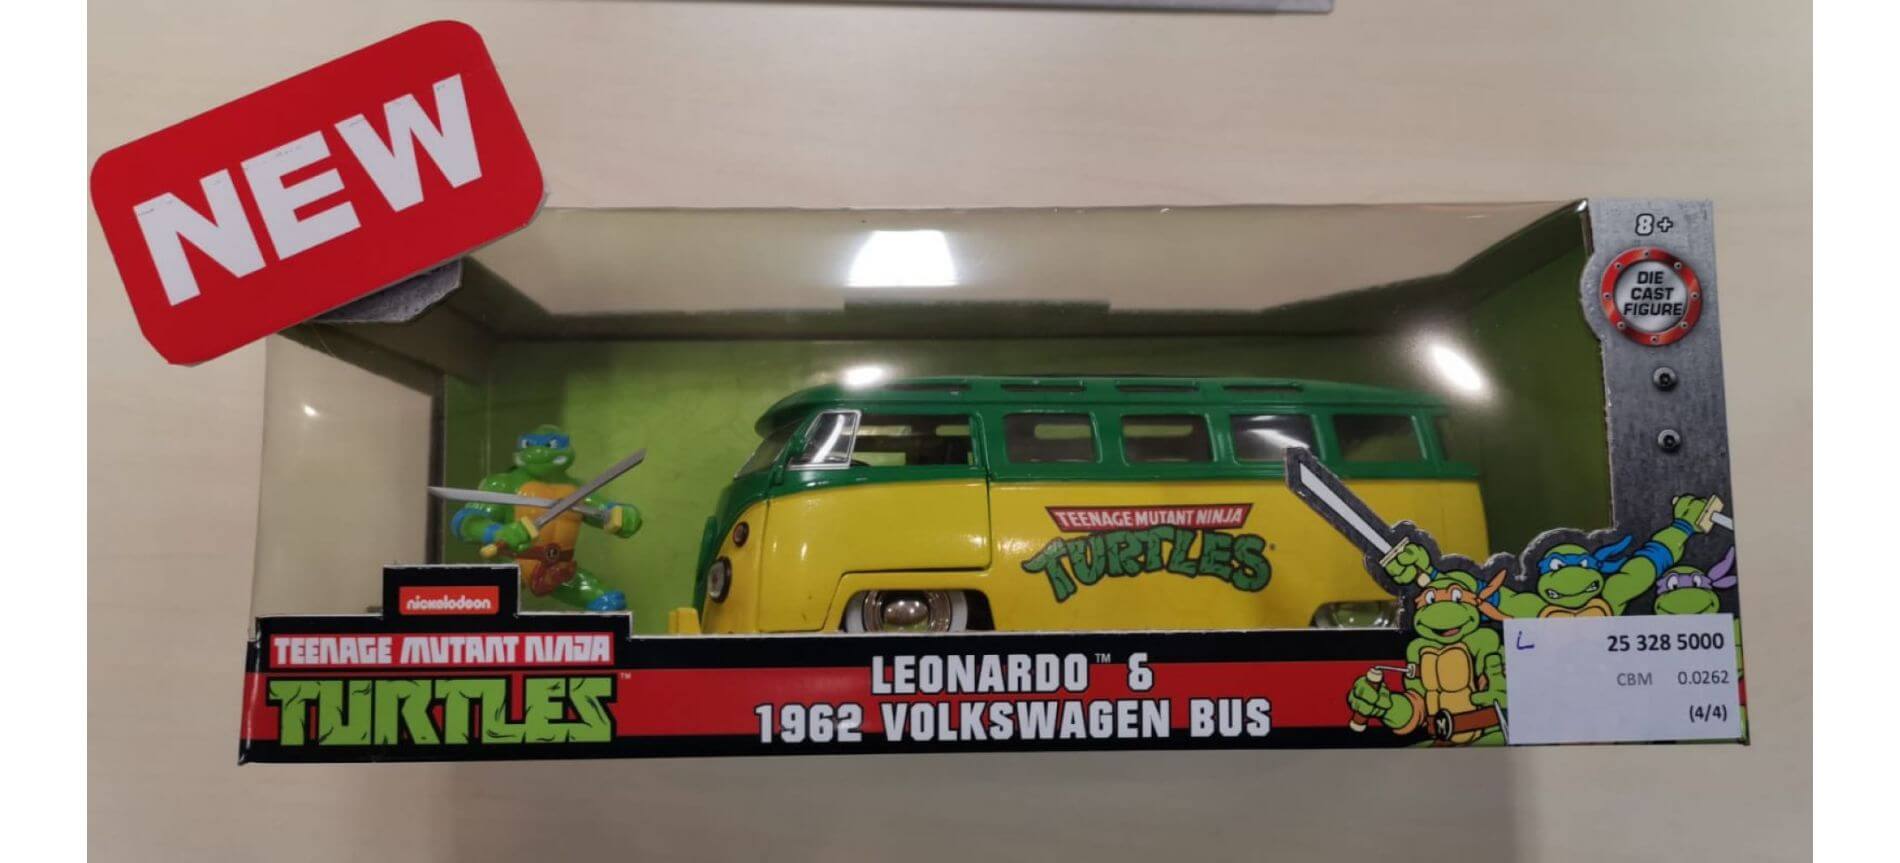 NEW
8+
DIE
CAST
FIGURE
TEENAGE MUTANT NINJA
TURTLES
nickelodeon
TEENAGE MUTANT NINJA
TURTLES™
LEONARDO™ &
1962 VOLKSWAGEN BUS
L 25 328 5000
CBM 0.0262
(4/4)